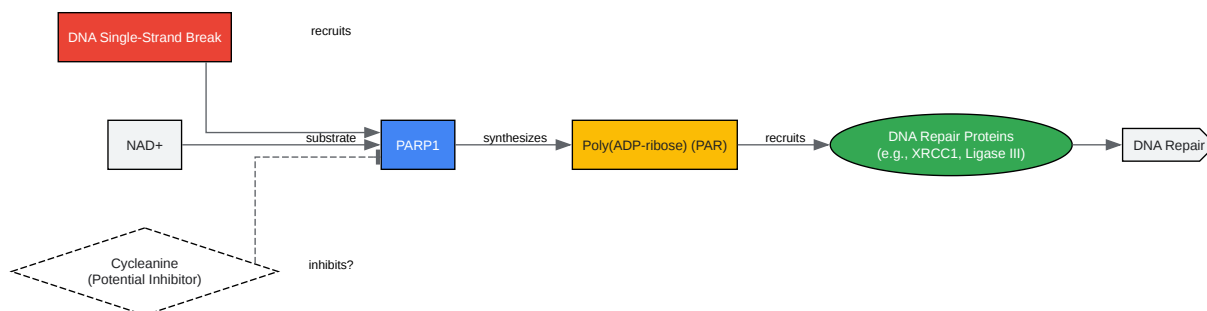 DNA Single-Strand Break
recruits
NAD+
substrate
PARP1
synthesizes
Poly(ADP-ribose) (PAR)
recruits
DNA Repair Proteins
(e.g., XRCC1, Ligase III)
DNA Repair
Cycleanine
(Potential Inhibitor)
inhibits?